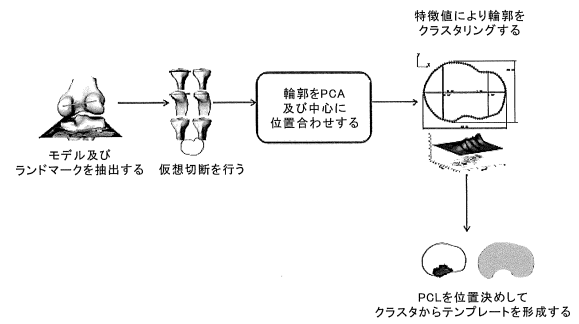 特徴値により輪郭を
クラスタリングする
y
x
輪郭をPCA
及び中心に
位置合わせする
モデル及び
ランドマークを抽出する
仮想切断を行う
PCLを位置決めして
クラスタからテンプレートを形成する